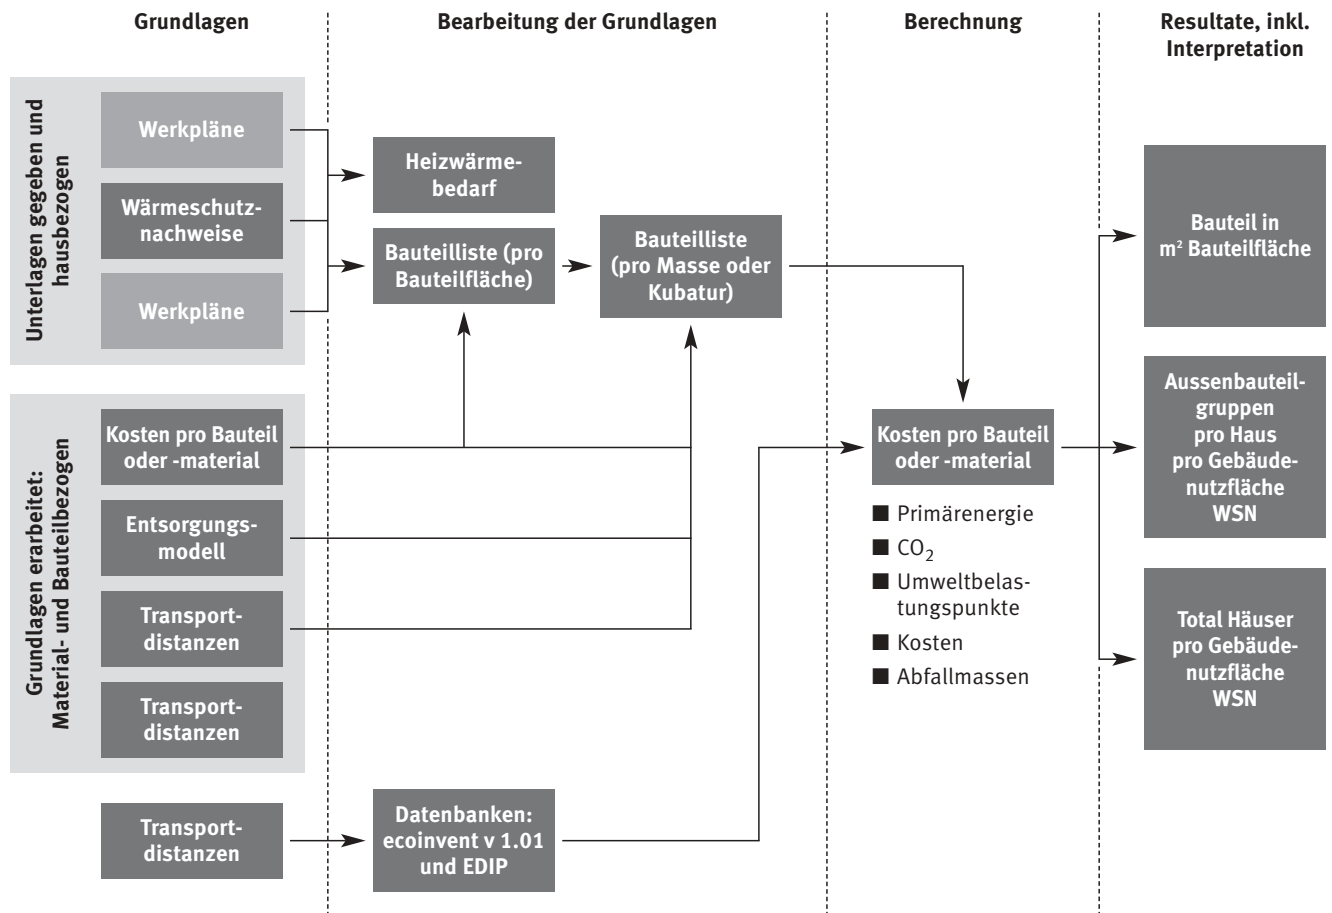 Grundlagen
Bearbeitung der Grundlagen
Berechnung
Resultate, inkl.
Interpretation
Unterlagen gegeben und
hausbezogen
Werkpläne
Wärmeschutz-
nachweise
Werkpläne
Heizwärme-
bedarf
Bauteilliste (pro
Bauteilfläche)
Bauteilliste
(pro Masse oder
Kubatur)
Bauteil in
m² Bauteilfläche
Grundlagen erarbeitet:
Material- und Bauteilbezogen
Kosten pro Bauteil
oder -material
Entsorgungs-
modell
Transport-
distanzen
Transport-
distanzen
Transport-
distanzen
Datenbanken:
ecoinvent v 1.01
und EDIP
Kosten pro Bauteil
oder -material
■ Primärenergie
■ CO₂
■ Umweltbelas-
tungspunkte
■ Kosten
■ Abfallmassen
Aussenbauteil-
gruppen
pro Haus
pro Gebäude-
nutzfläche
WSN
Total Häuser
pro Gebäude-
nutzfläche
WSN